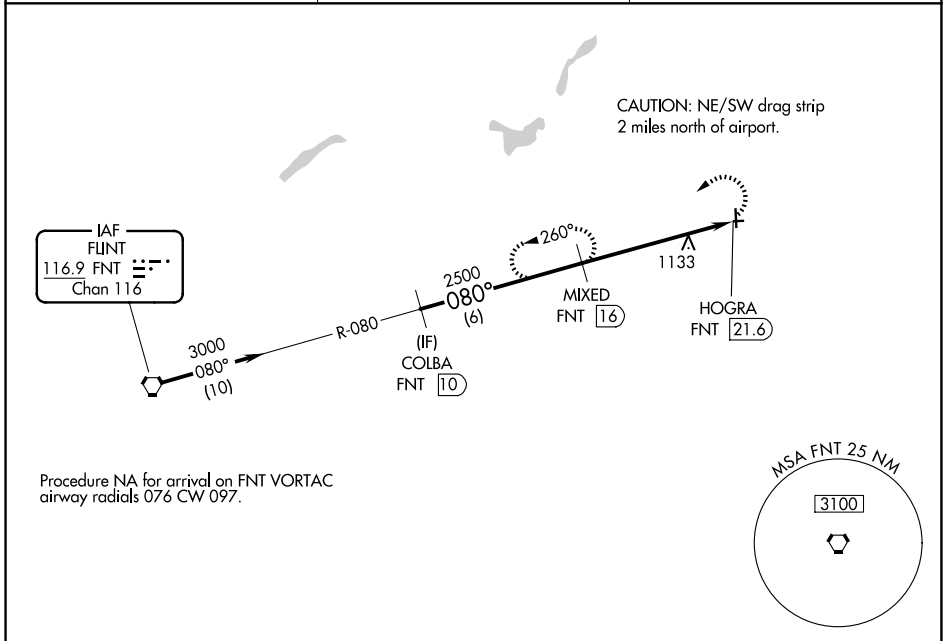 CAUTION: NE/SW drag strip
2 miles north of airport.
IAF
FLINT
116.9 FNT
Chan 116
3000
080°
(10)
R-080
(IF)
COLBA
FNT 10
2500
080°
(6)
260°
MIXED
FNT 16
1133
HOGRA
FNT 21.6
Procedure NA for arrival on FNT VORTAC
airway radials 076 CW 097.
MSA FNT 25 NM
3100